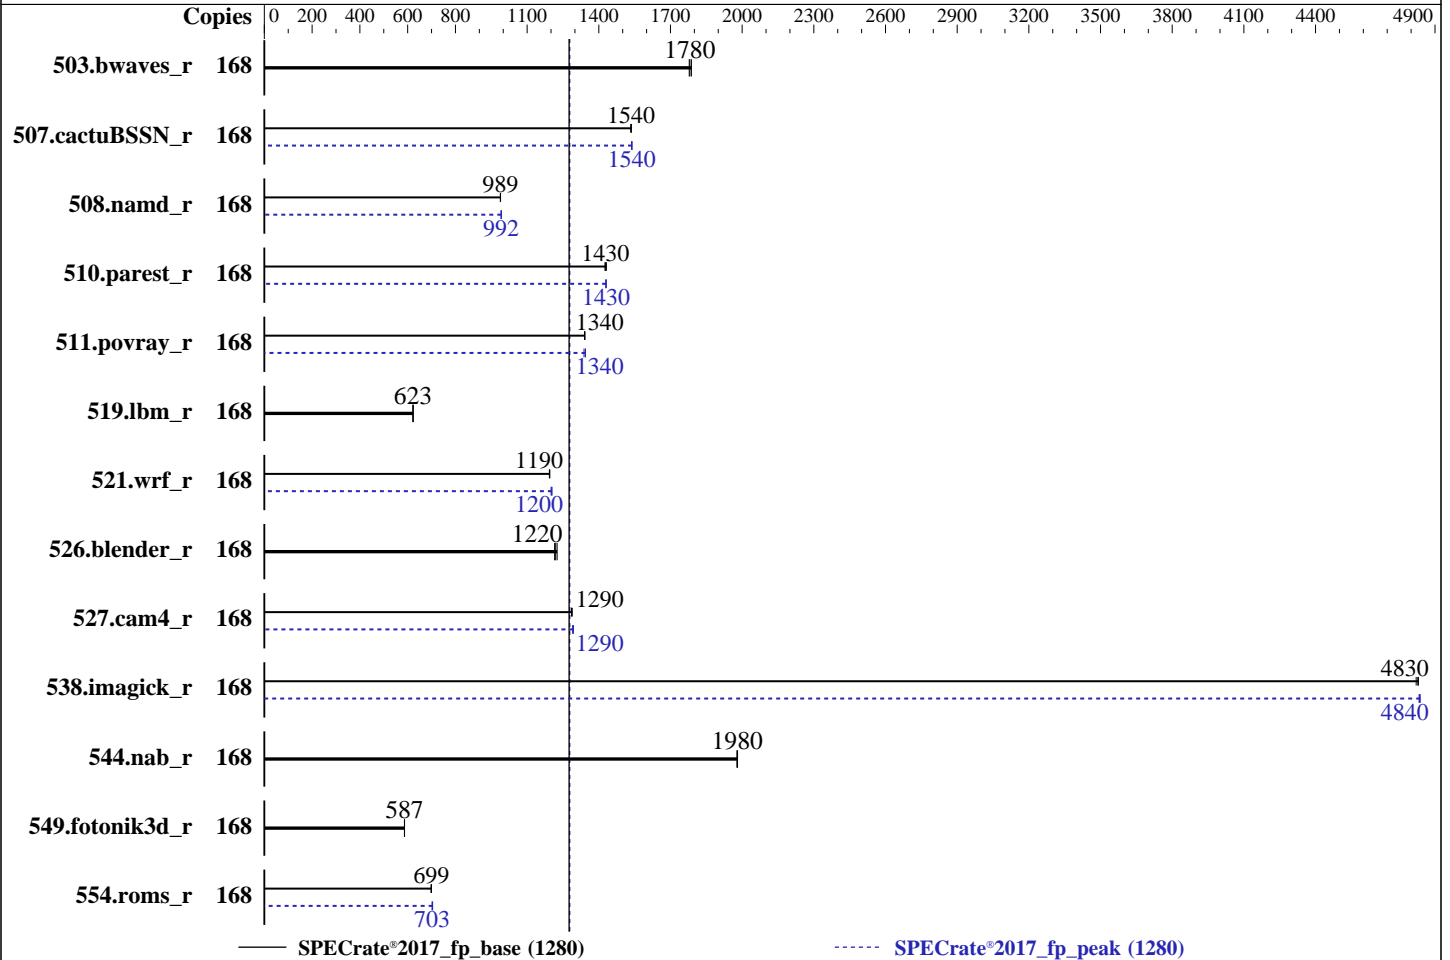 Copies 0 200 400 600 800 1100 1400 1700 2000 2300 2600 2900 3200 3500 3800 4100 4400 4900
503.bwaves_r 168 1780
507.cactuBSSN_r 168 1540
1540
508.namd_r 168 989
992
510.parest_r 168 1430
1430
511.povray_r 168 1340
1340
519.lbm_r 168 623
521.wrf_r 168 1190
1200
526.blender_r 168 1220
527.cam4_r 168 1290
1290
538.imagick_r 168 4830
4840
544.nab_r 168 1980
549.fotonik3d_r 168 587
554.roms_r 168 699
703
SPECrate®2017_fp_base (1280) SPECrate®2017_fp_peak (1280)